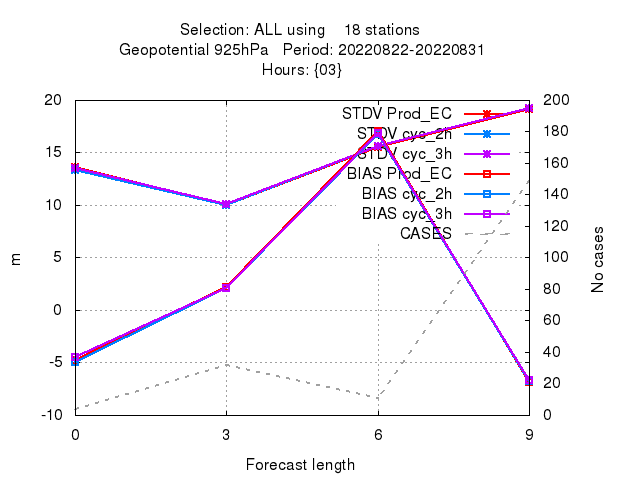 Selection: ALL using    18 stations
Geopotential 925hPa   Period: 20220822-20220831
Hours: {03}
STDV Prod_EC
STDV cyc_2h
STDV cyc_3h
BIAS Prod_EC
BIAS cyc_2h
BIAS cyc_3h
CASES
20
15
10
5
0
-5
-10
m
200
180
160
140
120
100
80
60
40
20
0
No cases
0 3 6 9
Forecast length